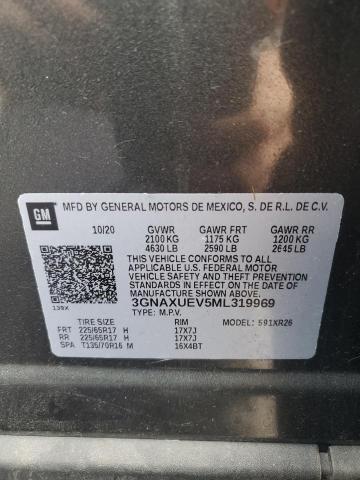 GM
MFD BY GENERAL MOTORS DE MEXICO, S. DE R.L. DE C.V.
10/20 GVWR GAWR FRT GAWR RR
2100 KG 1175 KG 1200 KG
4630 LB 2590 LB 2645 LB
THIS VEHICLE CONFORMS TO ALL
APPLICABLE U.S. FEDERAL MOTOR
VEHICLE SAFETY, BUMPER, AND
THEFT PREVENTION STANDARDS
STANDARDS IN EFFECT ON THE DATE OF
MANUFACTURE SHOWN ABOVE.
139X 3GNAXUEV5ML319969
TYPE: M.P.V. MODEL: 591XR26
TIRE SIZE RIM
FRT 225/65R17 H 17X7J
RR 225/65R17 H 17X7J
SPA T135/70R16 M 16X4BT